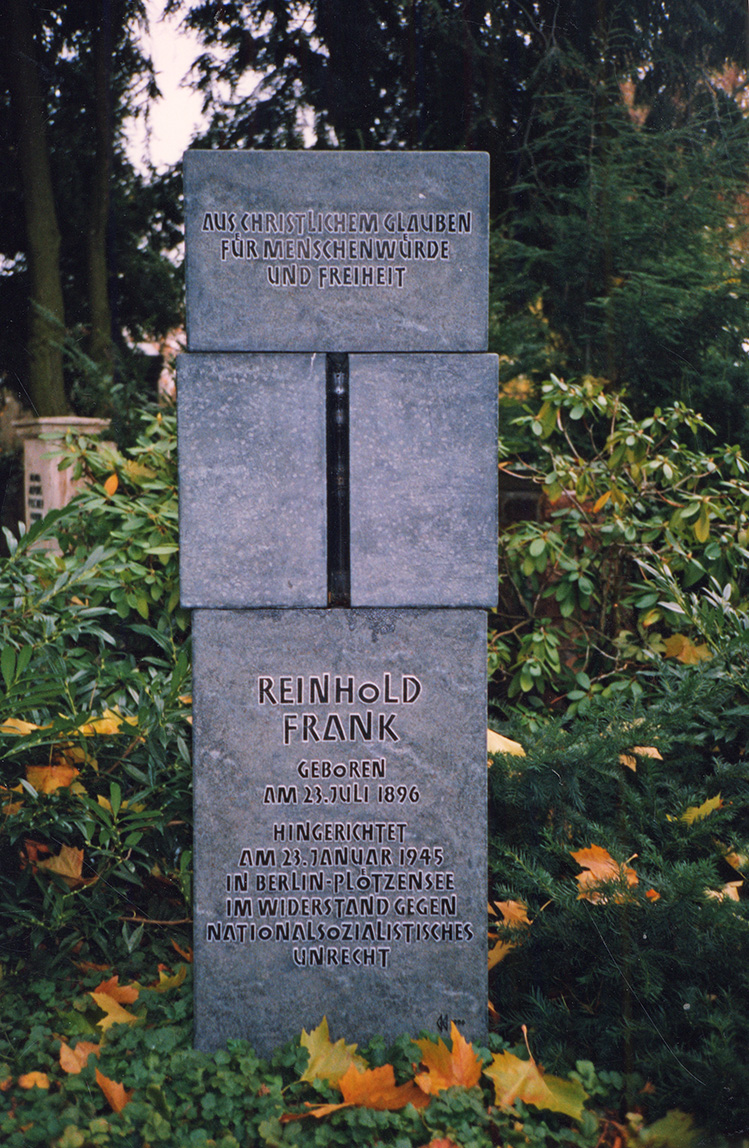 AUS CHRISTLICHEM GLAUBEN
FÜR MENSCHENWÜRDE
UND FREIHEIT
REINHOLD
FRANK
GEBOREN
AM 23. JULI 1896
HINGERICHTET
AM 23. JANUAR 1945
IN BERLIN-PLÖTZENSEE
IM WIDERSTAND GEGEN
NATIONALSOZIALISTISCHES
UNRECHT